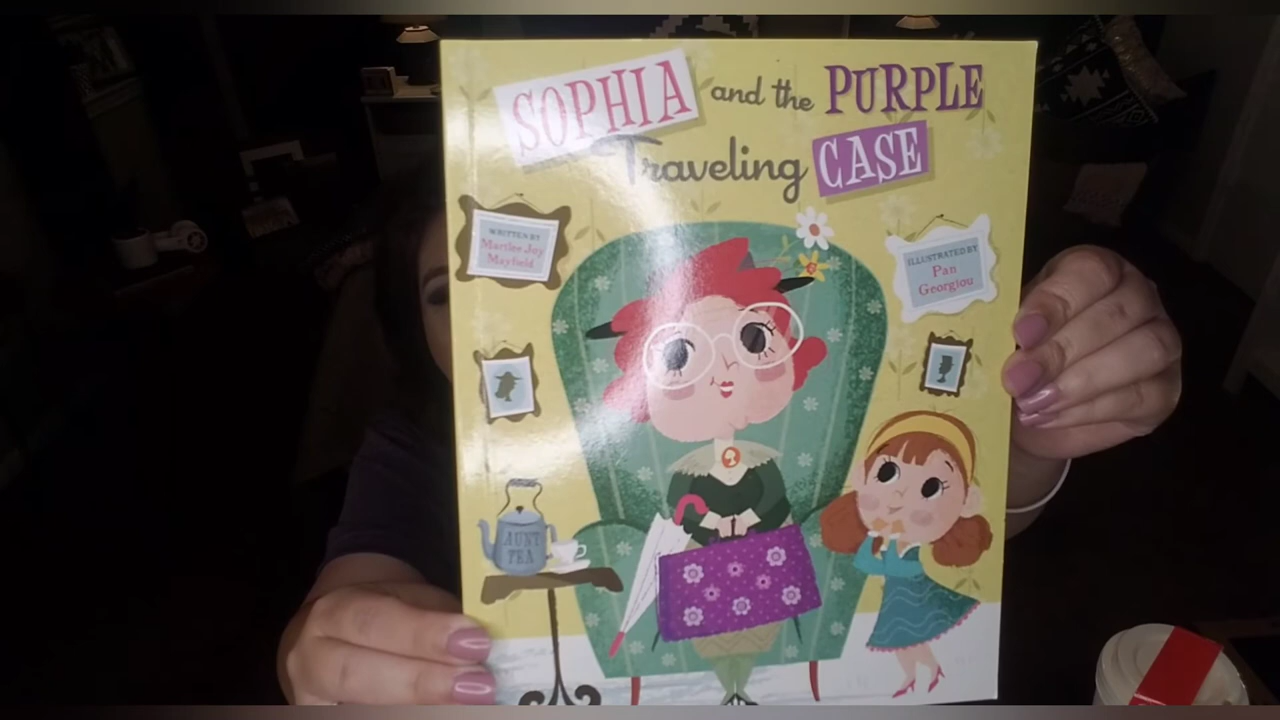 SOPHIA and the PURPLE
Traveling CASE
WRITTEN BY
Marilee Joy
Mayfield
ILLUSTRATED BY
Pan
Georgiou
AUNT
TEA